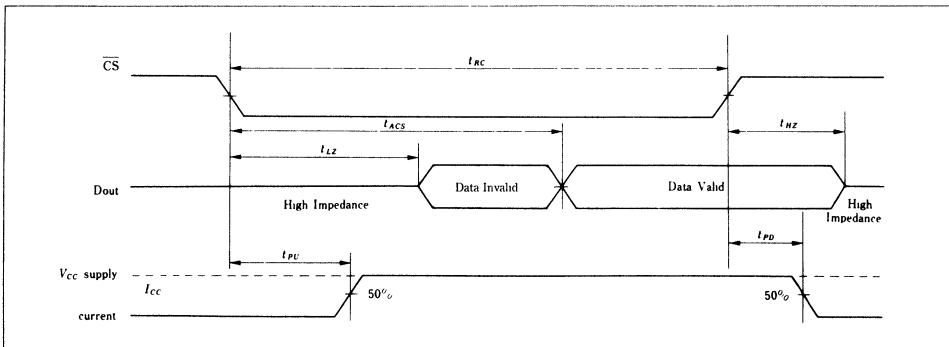 C̅S̅
tRC
tACS
tHZ
tLZ
Dout
Data Invalid
Data Valid
High Impedance
High
Impedance
tPD
tPU
VCC supply
ICC
50%
50%
current